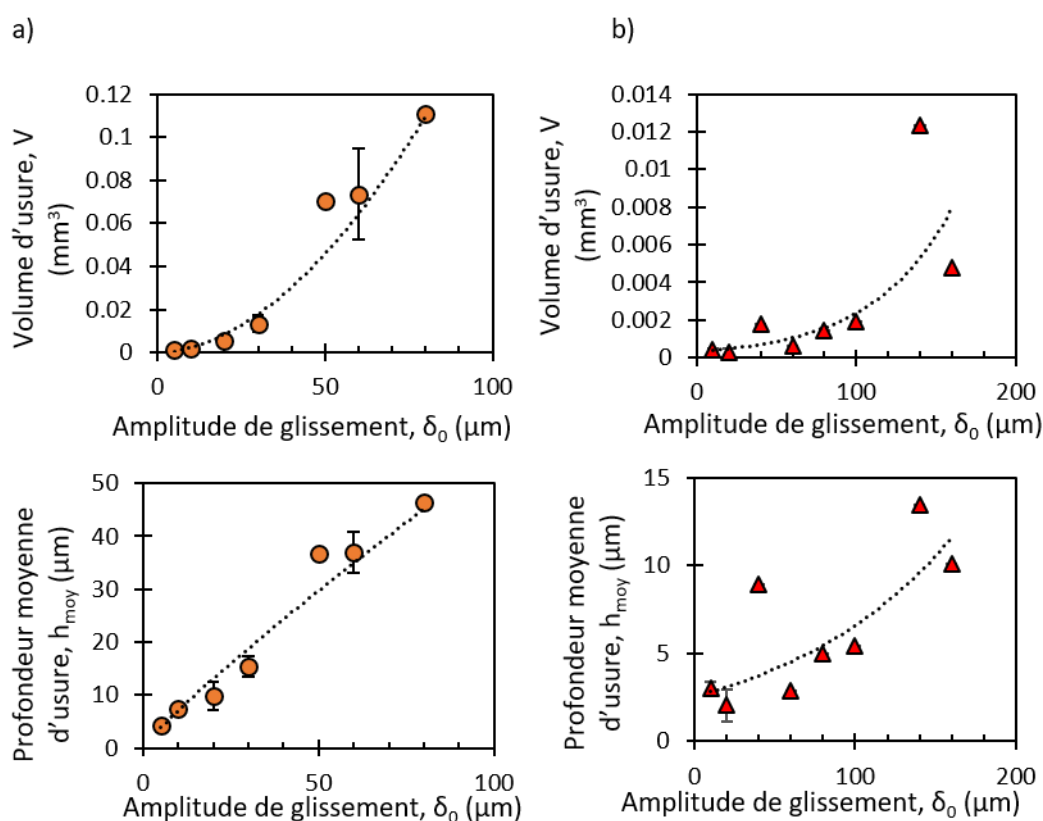 a)
b)
Volume d'usure, V
(mm³)
0.12
0.1
0.08
0.06
0.04
0.02
0
0
50
100
Amplitude de glissement, δ₀ (µm)
Volume d'usure, V
(mm³)
0.014
0.012
0.01
0.008
0.006
0.004
0.002
0
0
100
200
Amplitude de glissement, δ₀ (µm)
Profondeur moyenne
d'usure, hₘₒᵧ (µm)
50
40
30
20
10
0
0
50
100
Amplitude de glissement, δ₀ (µm)
Profondeur moyenne
d'usure, hₘₒᵧ (µm)
15
10
5
0
0
100
200
Amplitude de glissement, δ₀ (µm)